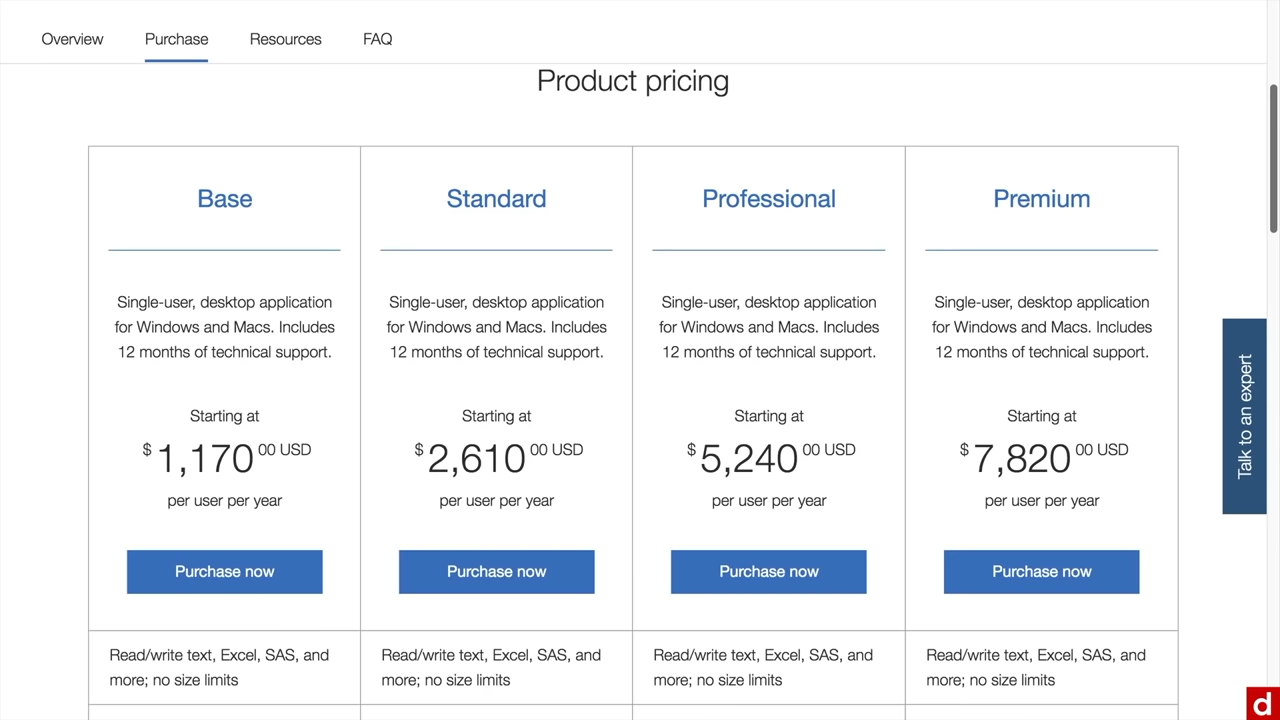 Overview Purchase Resources FAQ
Product pricing
Base
Single-user, desktop application
for Windows and Macs. Includes
12 months of technical support.
Starting at
$ 1,170 00 USD
per user per year
Purchase now
Read/write text, Excel, SAS, and
more; no size limits
Standard
Single-user, desktop application
for Windows and Macs. Includes
12 months of technical support.
Starting at
$ 2,610 00 USD
per user per year
Purchase now
Read/write text, Excel, SAS, and
more; no size limits
Professional
Single-user, desktop application
for Windows and Macs. Includes
12 months of technical support.
Starting at
$ 5,240 00 USD
per user per year
Purchase now
Read/write text, Excel, SAS, and
more; no size limits
Premium
Single-user, desktop application
for Windows and Macs. Includes
12 months of technical support.
Starting at
$ 7,820 00 USD
per user per year
Purchase now
Read/write text, Excel, SAS, and
more; no size limits
Talk to an expert
d